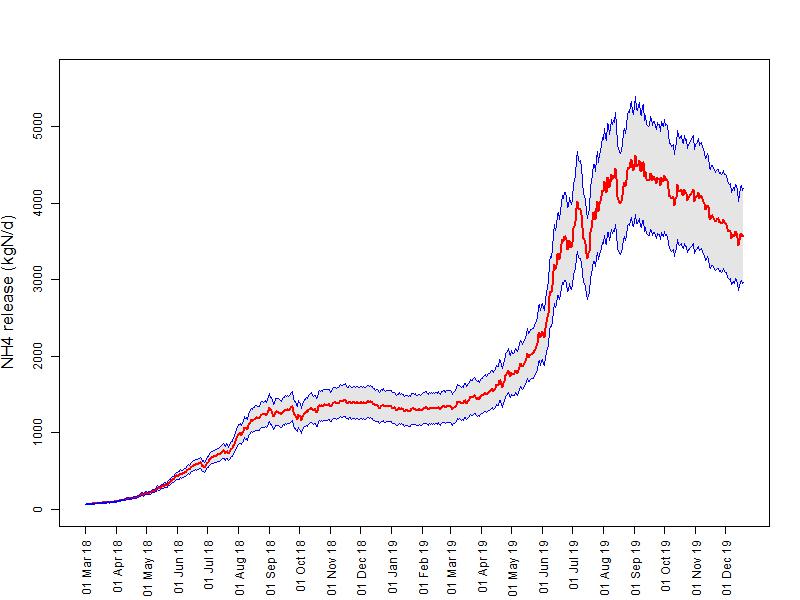 NH4 release (kgN/d)
5000
4000
3000
2000
1000
0
01 Mar 18
01 Apr 18
01 May 18
01 Jun 18
01 Jul 18
01 Aug 18
01 Sep 18
01 Oct 18
01 Nov 18
01 Dec 18
01 Jan 19
01 Feb 19
01 Mar 19
01 Apr 19
01 May 19
01 Jun 19
01 Jul 19
01 Aug 19
01 Sep 19
01 Oct 19
01 Nov 19
01 Dec 19